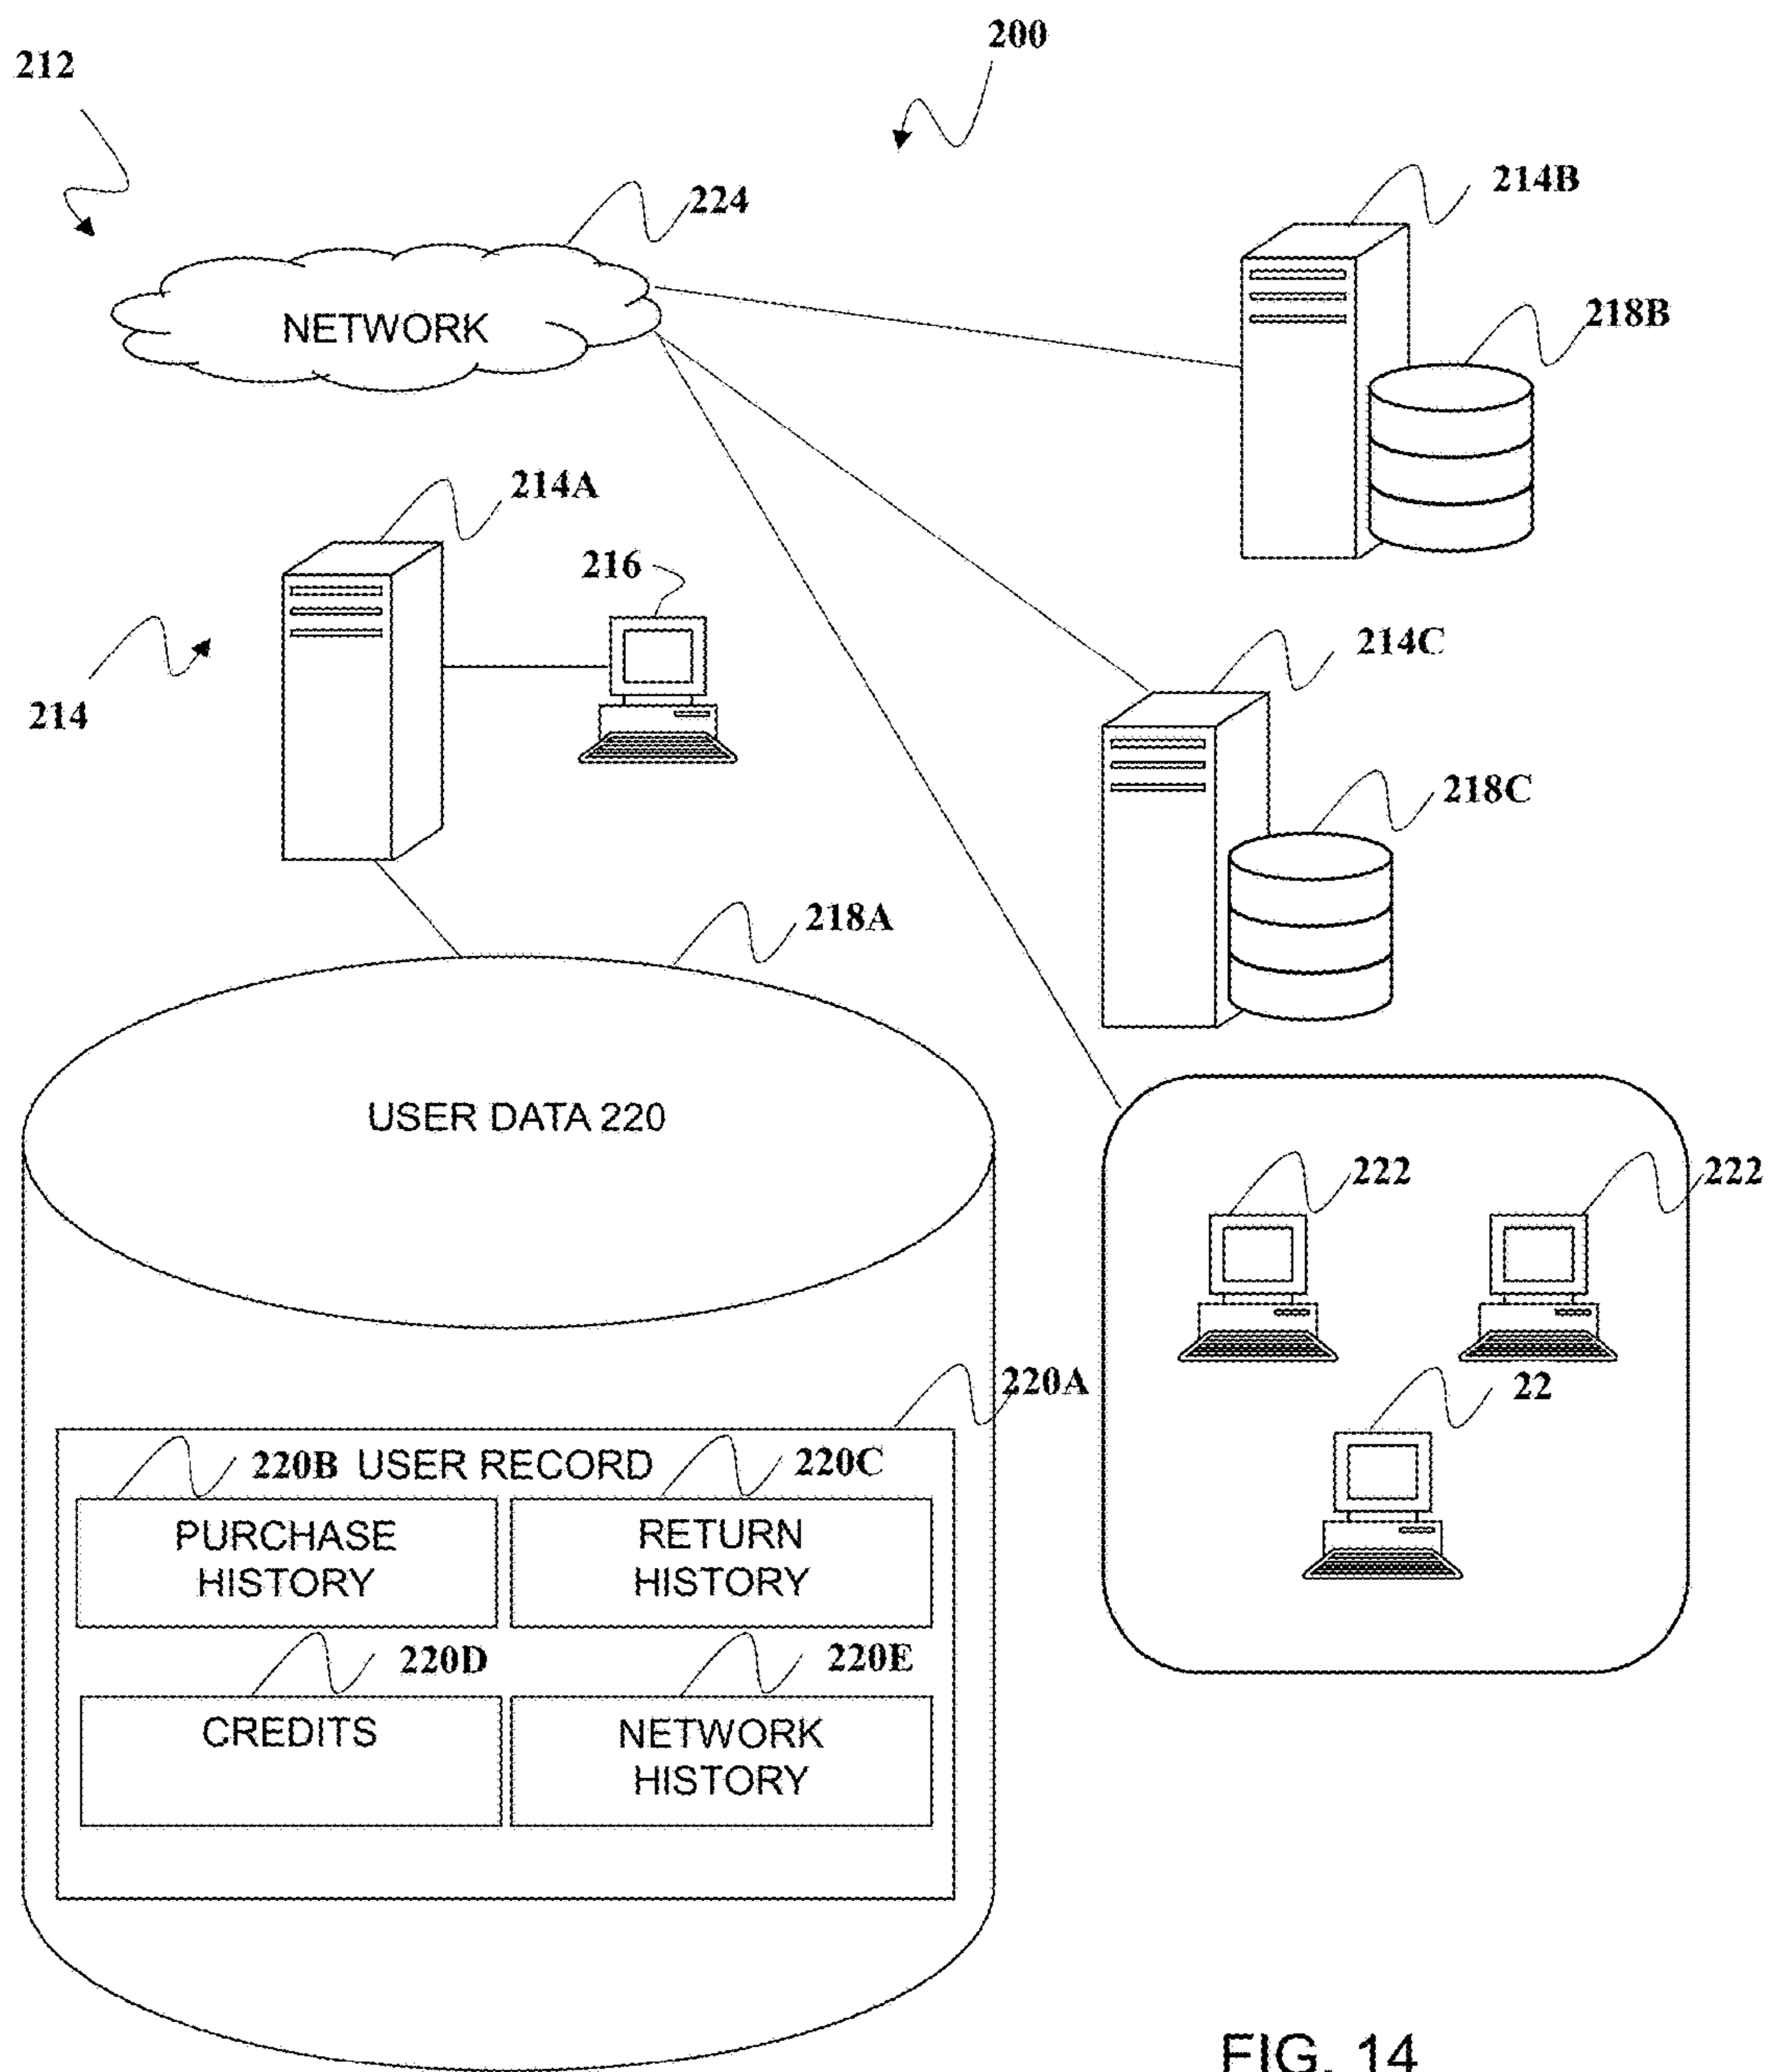 200
212
214B
224
218B
NETWORK
214A
216
214C
214
218C
218A
USER DATA 220
222
222
220A
22
220B USER RECORD 220C
PURCHASE
HISTORY
RETURN
HISTORY
220D
220E
CREDITS
NETWORK
HISTORY
FIG. 14